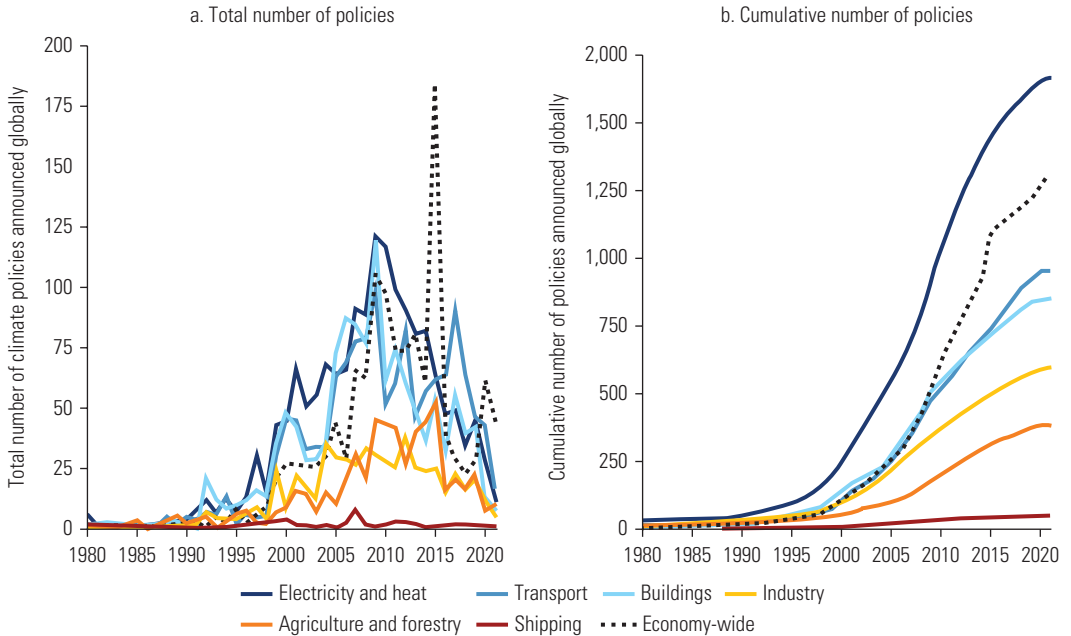 a. Total number of policies
Total number of climate policies announced globally
200
175
150
125
100
75
50
25
0
1980 1985 1990 1995 2000 2005 2010 2015 2020
b. Cumulative number of policies
Cumulative number of policies announced globally
2,000
1,500
1,250
1,000
750
500
250
0
1980 1985 1990 1995 2000 2005 2010 2015 2020
Electricity and heat Transport Buildings Industry
Agriculture and forestry Shipping Economy-wide